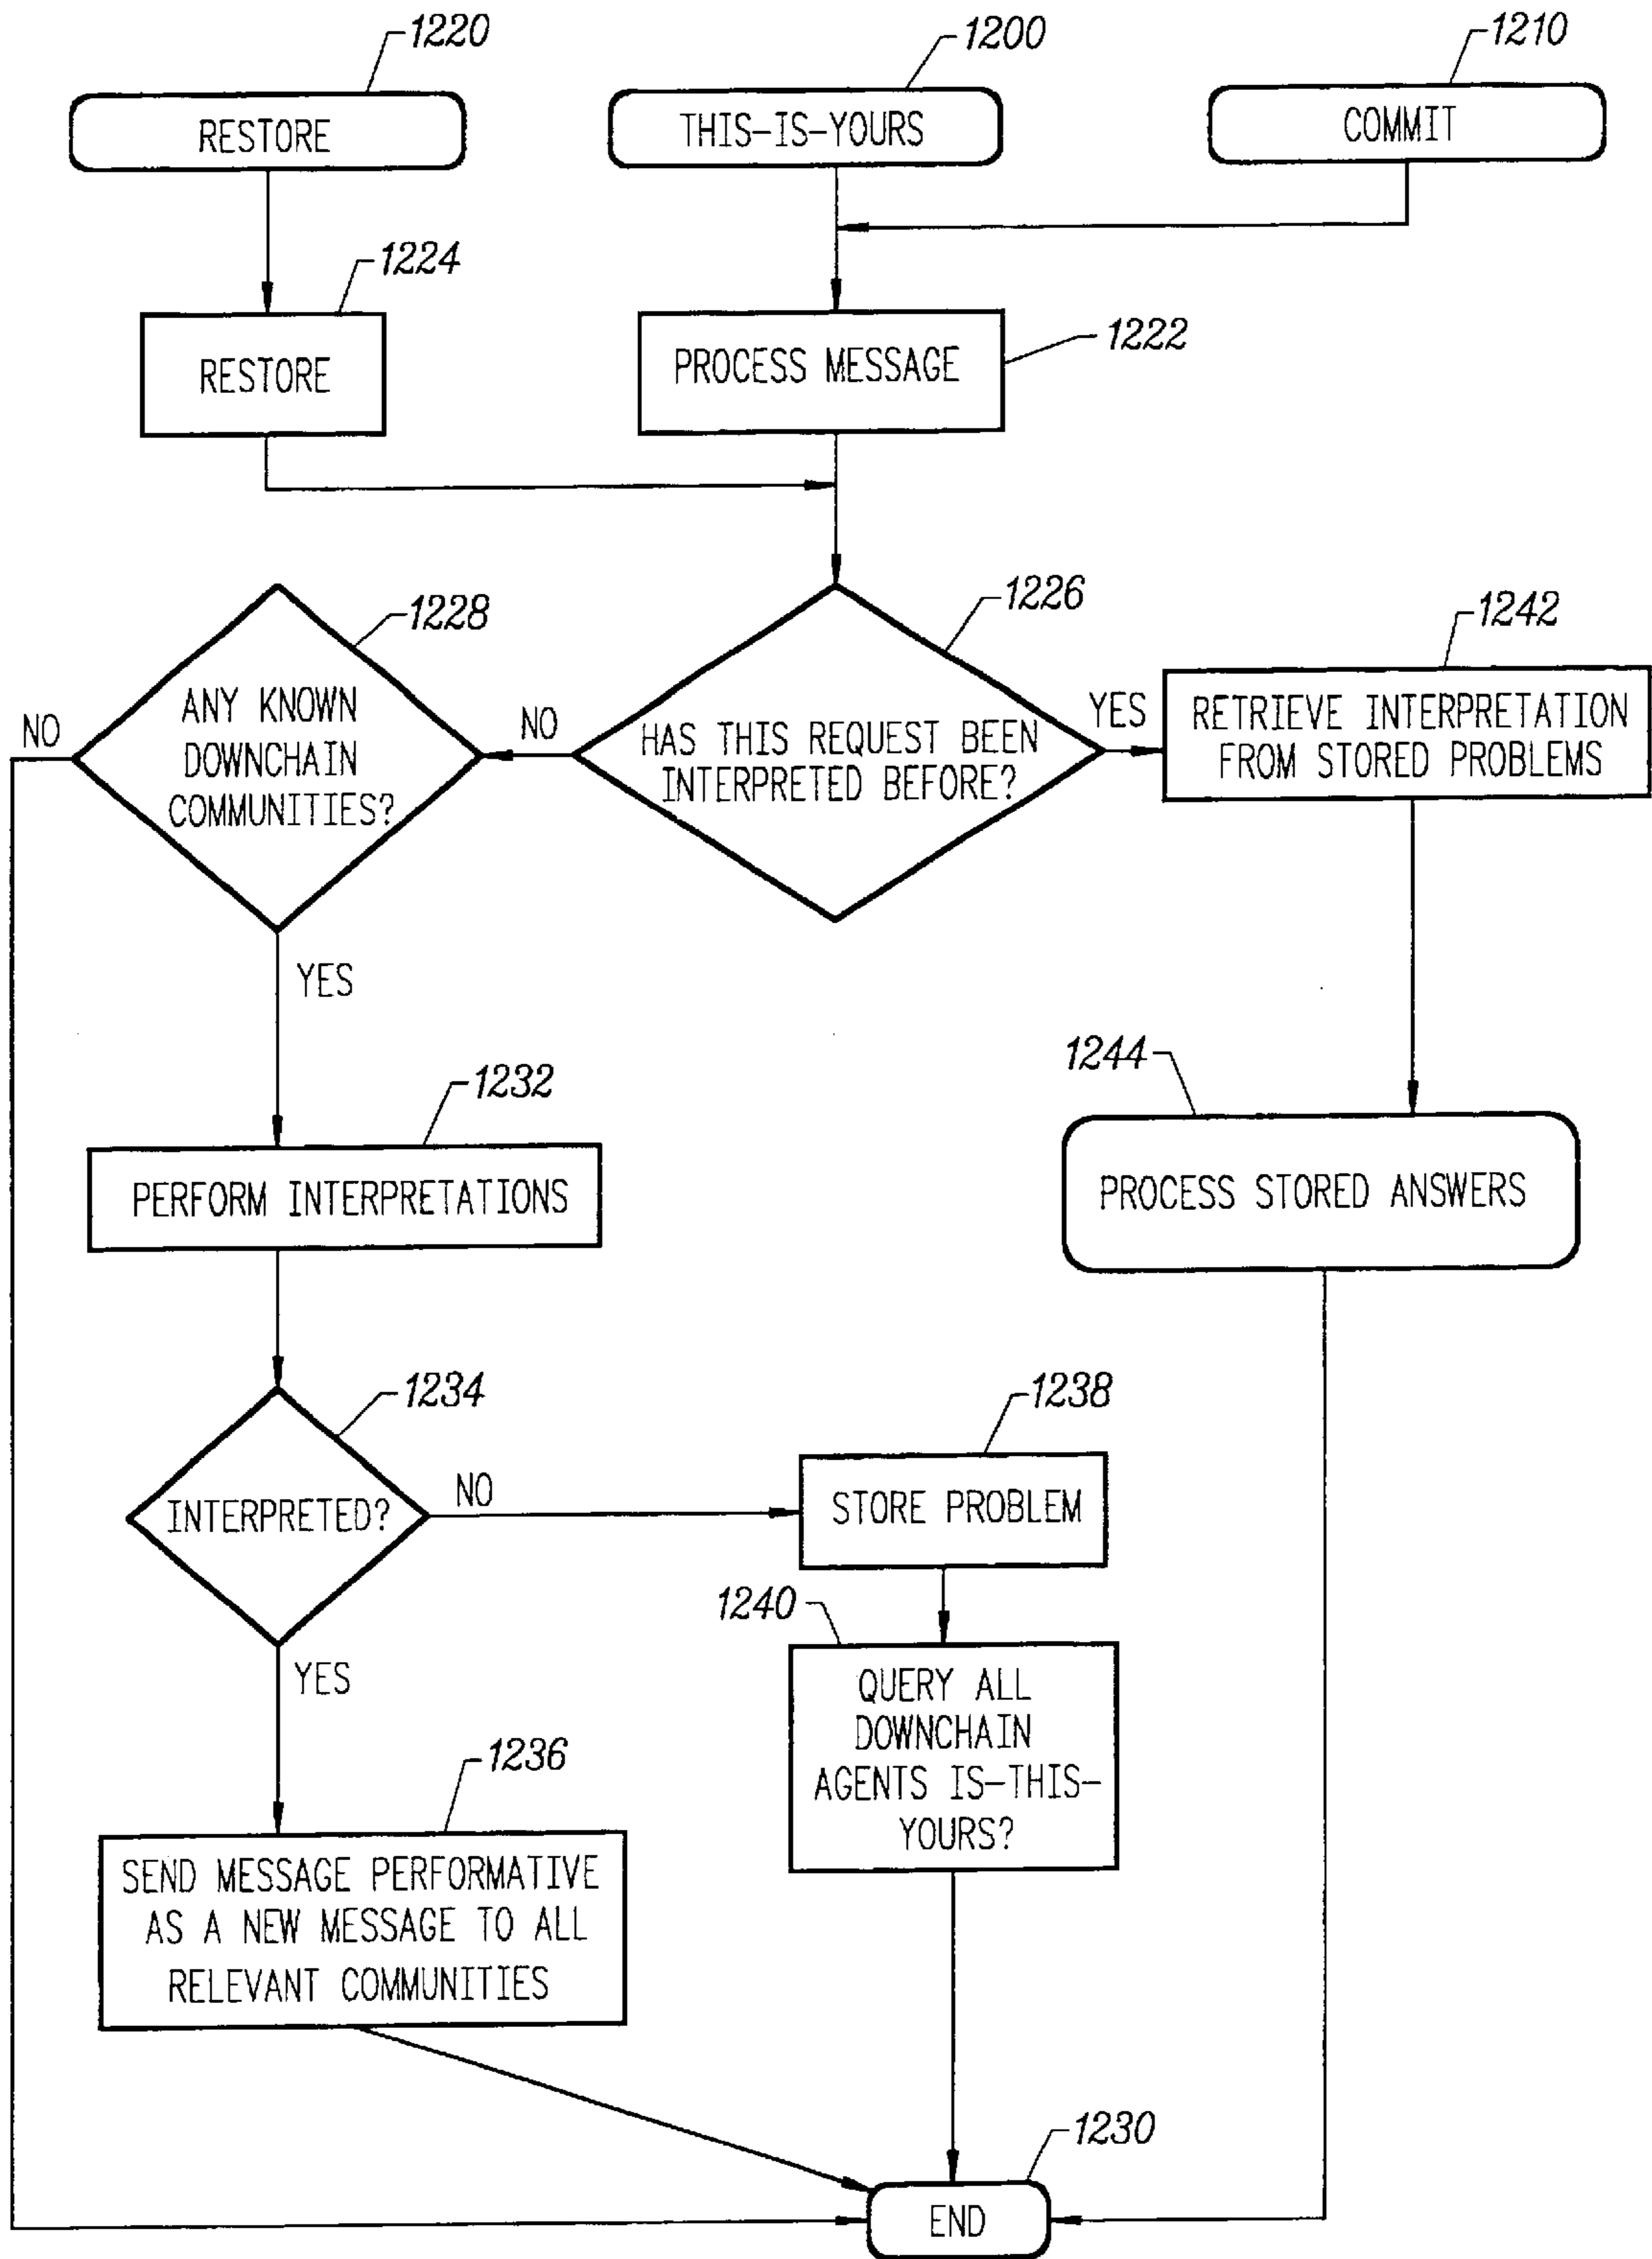 1220
1200
1210
RESTORE
THIS-IS-YOURS
COMMIT
1224
1222
RESTORE
PROCESS MESSAGE
1228
1226
1242
NO
ANY KNOWN
DOWNCHAIN
COMMUNITIES?
NO
HAS THIS REQUEST BEEN
INTERPRETED BEFORE?
YES
RETRIEVE INTERPRETATION
FROM STORED PROBLEMS
YES
1232
1244
PERFORM INTERPRETATIONS
PROCESS STORED ANSWERS
1234
1238
INTERPRETED?
NO
STORE PROBLEM
1240
YES
QUERY ALL
DOWNCHAIN
AGENTS IS-THIS-
YOURS?
1236
SEND MESSAGE PERFORMATIVE
AS A NEW MESSAGE TO ALL
RELEVANT COMMUNITIES
1230
END